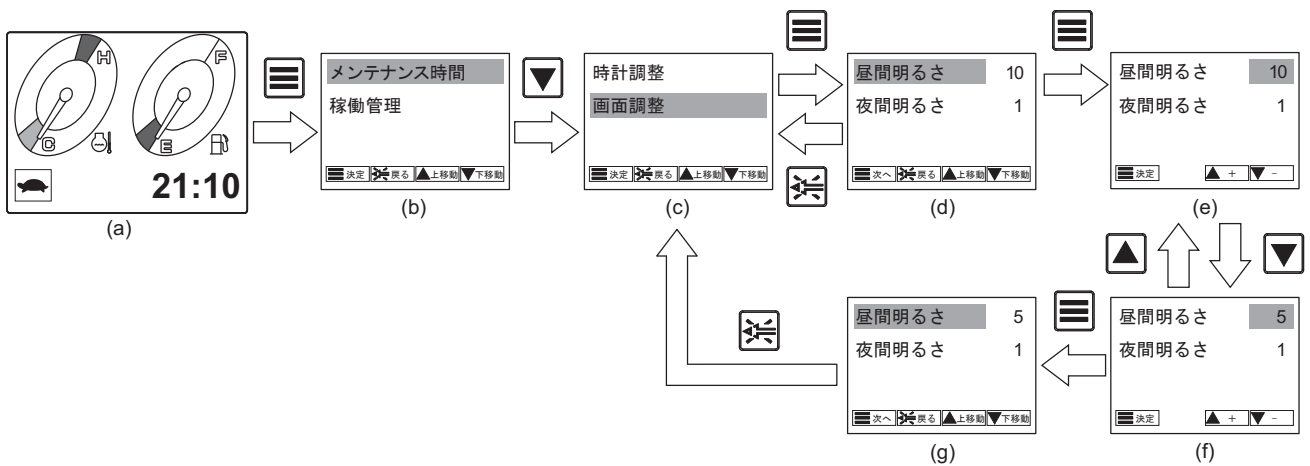 H
C
F
E
21:10
(a)
メンテナンス時間
稼働管理
決定 戻る 上移動 下移動
(b)
時計調整
画面調整
決定 戻る 上移動 下移動
(c)
昼間明るさ 10
夜間明るさ 1
次へ 戻る 上移動 下移動
(d)
昼間明るさ 10
夜間明るさ 1
決定 + -
(e)
昼間明るさ 5
夜間明るさ 1
次へ 戻る 上移動 下移動
(g)
昼間明るさ 5
夜間明るさ 1
決定 + -
(f)